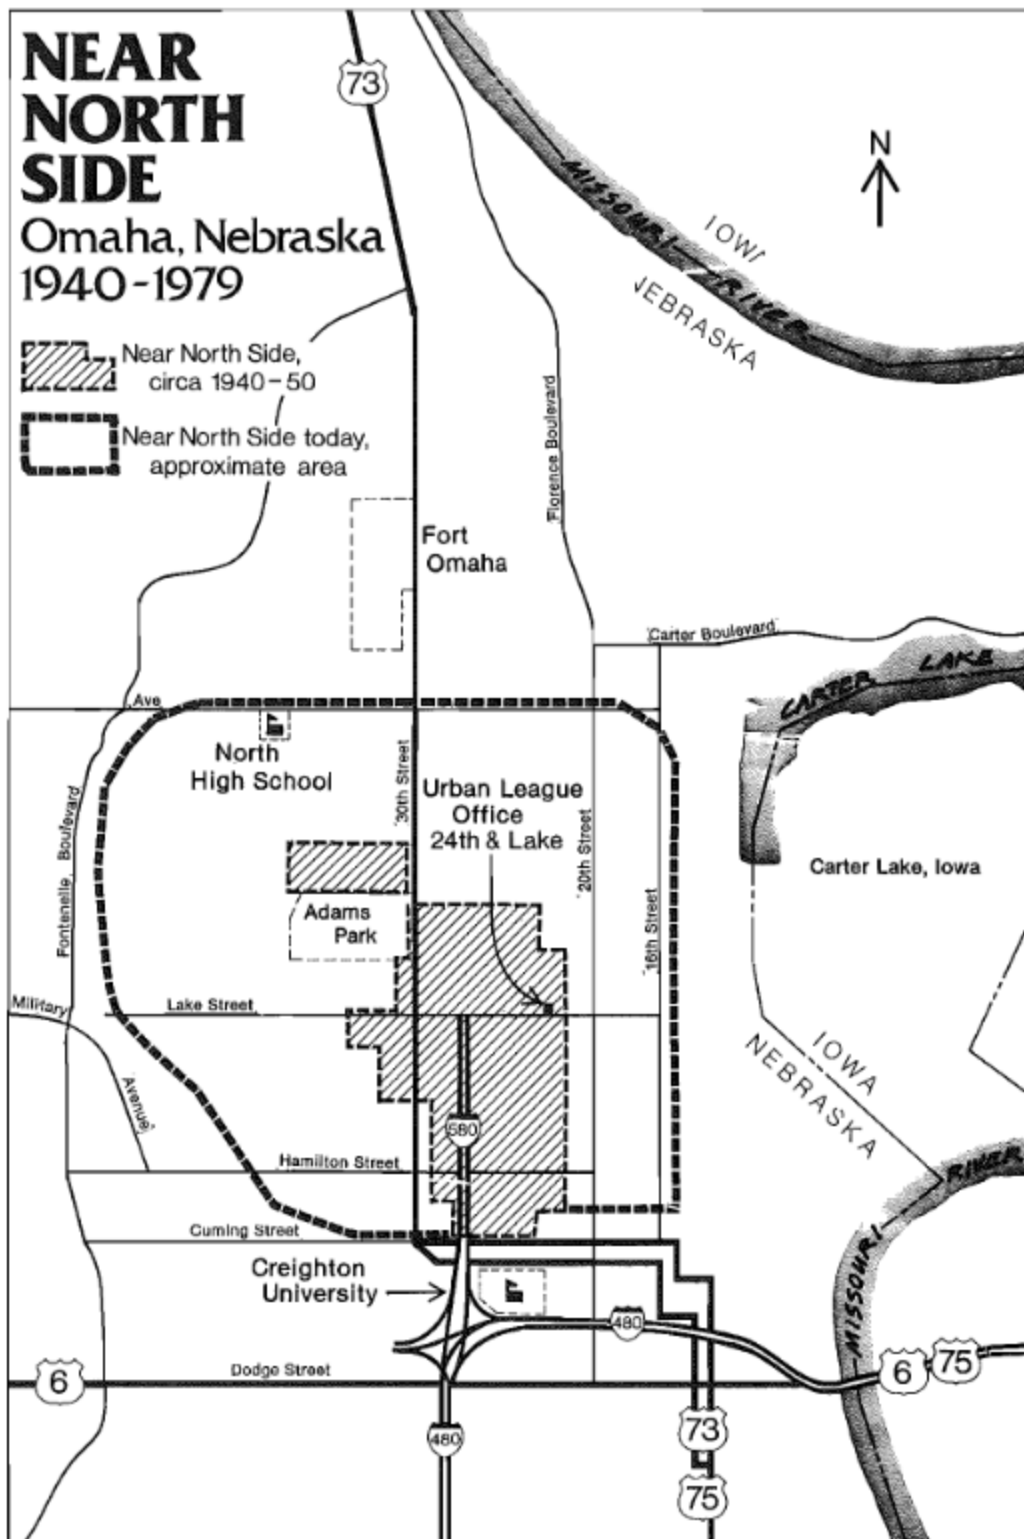 NEAR
NORTH
SIDE
Omaha, Nebraska
1940-1979
73
N
MISSOURI RIVER
IOW
NEBRASKA
Near North Side,
circa 1940-50
Near North Side today,
approximate area
Florence Boulevard
Fort
Omaha
Carter Boulevard
CARTER LAKE
Ave
North
High School
30th Street
Urban League
Office
24th & Lake
20th Street
Fontenelle Boulevard
Carter Lake, Iowa
16th Street
Adams
Park
Military
Avenue
Lake Street
IOWA
NEBRASKA
580
Hamilton Street
MISSOURI RIVER
Cuming Street
Creighton
University
480
Dodge Street
6
6
75
480
73
75